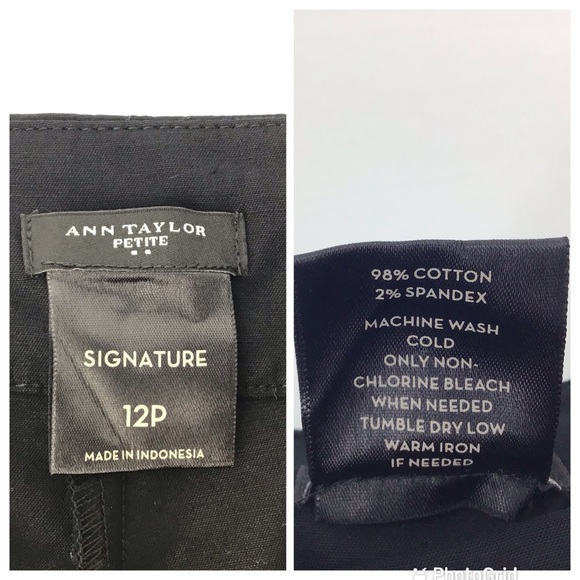 ANN TAYLOR
PETITE
SIGNATURE
12P
MADE IN INDONESIA
98% COTTON
2% SPANDEX
MACHINE WASH
COLD
ONLY NON-
CHLORINE BLEACH
WHEN NEEDED
TUMBLE DRY LOW
WARM IRON
IF NEEDED
PhotoGrid